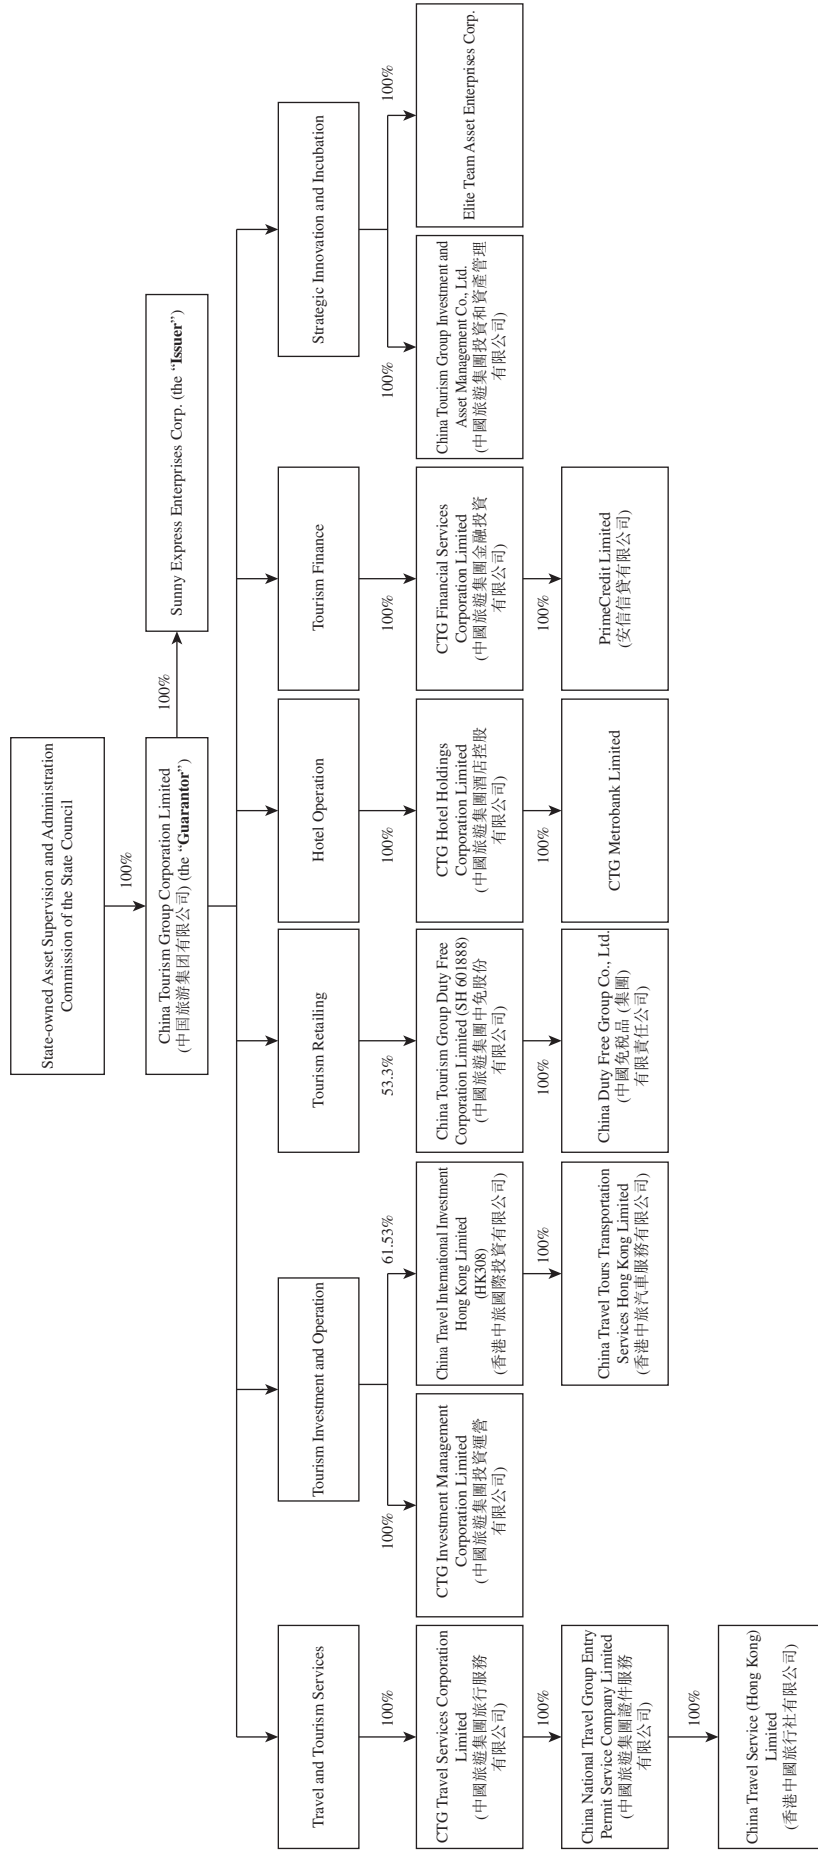 State-owned Asset Supervision and Administration
Commission of the State Council
100%
China Tourism Group Corporation Limited
(中国旅游集团有限公司) (the “Guarantor”)
100%
Sunny Express Enterprises Corp. (the “Issuer”)
Travel and Tourism Services
Tourism Investment and Operation
Tourism Retailing
Hotel Operation
Tourism Finance
Strategic Innovation and Incubation
100%
100%
61.53%
53.3%
100%
100%
100%
100%
CTG Travel Services Corporation
Limited
(中國旅遊集團旅行服務
有限公司)
CTG Investment Management
Corporation Limited
(中國旅遊集團投資運營
有限公司)
China Travel International Investment
Hong Kong Limited
(HK308)
(香港中旅國際投資有限公司)
China Tourism Group Duty Free
Corporation Limited (SH 601888)
(中國旅遊集團中免股份
有限公司)
CTG Hotel Holdings
Corporation Limited
(中國旅遊集團酒店控股
有限公司)
CTG Financial Services
Corporation Limited
(中國旅遊集團金融投資
有限公司)
China Tourism Group Investment and
Asset Management Co., Ltd.
(中國旅遊集團投資和資產管理
有限公司)
Elite Team Asset Enterprises Corp.
100%
100%
100%
100%
100%
China National Travel Group Entry
Permit Service Company Limited
(中國旅遊集團證件服務
有限公司)
China Travel Tours Transportation
Services Hong Kong Limited
(香港中旅汽車服務有限公司)
China Duty Free Group Co., Ltd.
(中國免税品 (集團)
有限責任公司)
CTG Metrobank Limited
PrimeCredit Limited
(安信信貸有限公司)
100%
China Travel Service (Hong Kong)
Limited
(香港中國旅行社有限公司)